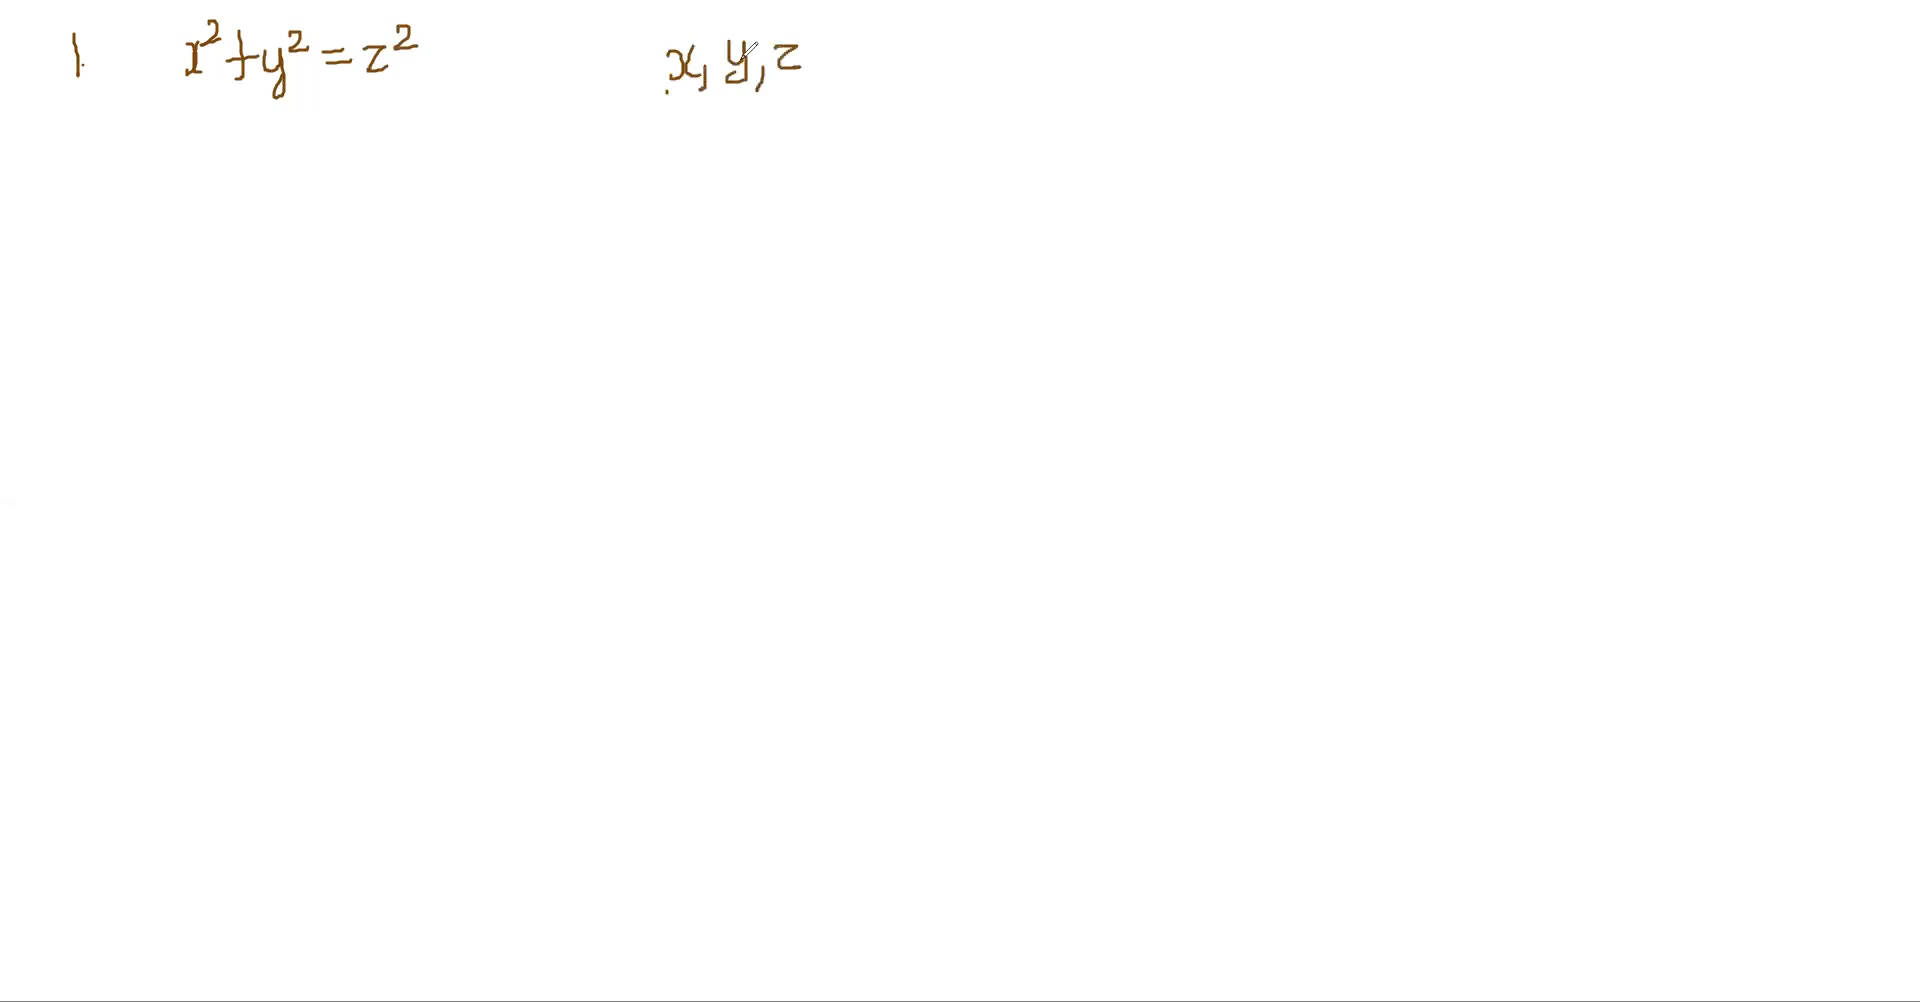 1. x²+y²=z² x, y, z